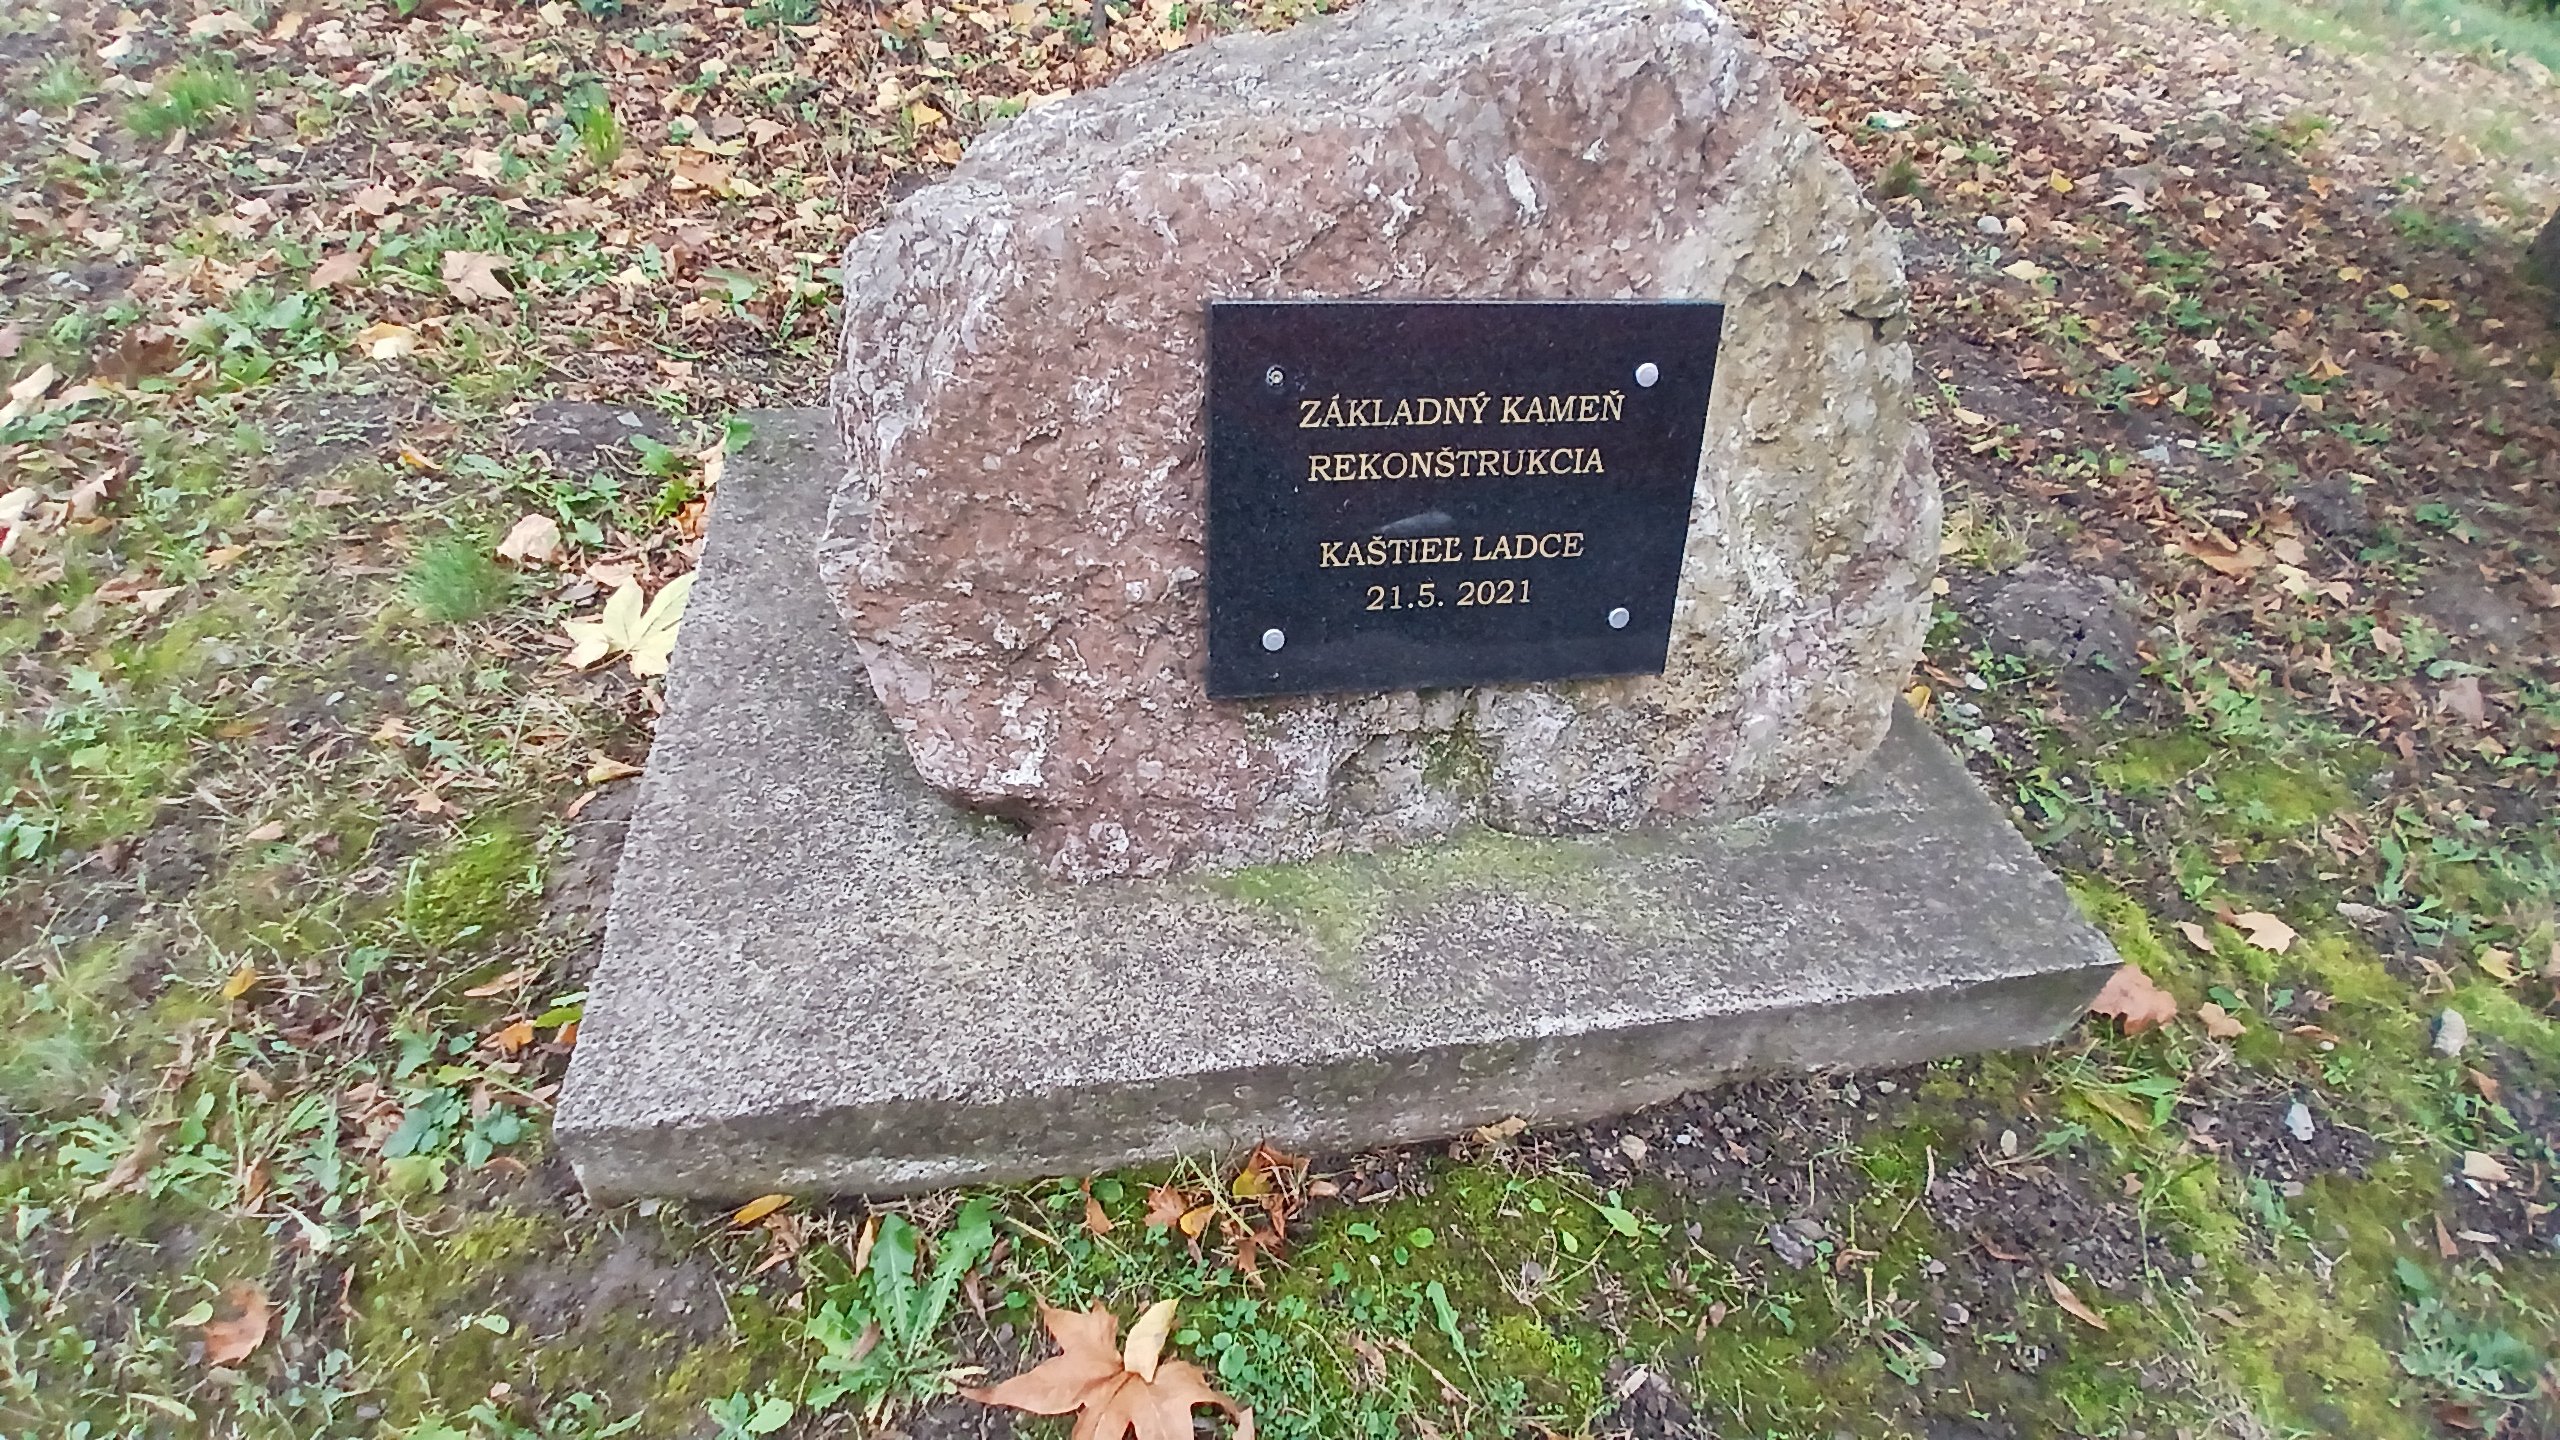 ZÁKLADNÝ KAMEŇ
REKONŠTRUKCIA
KAŠTIEĽ LADCE
21.5. 2021